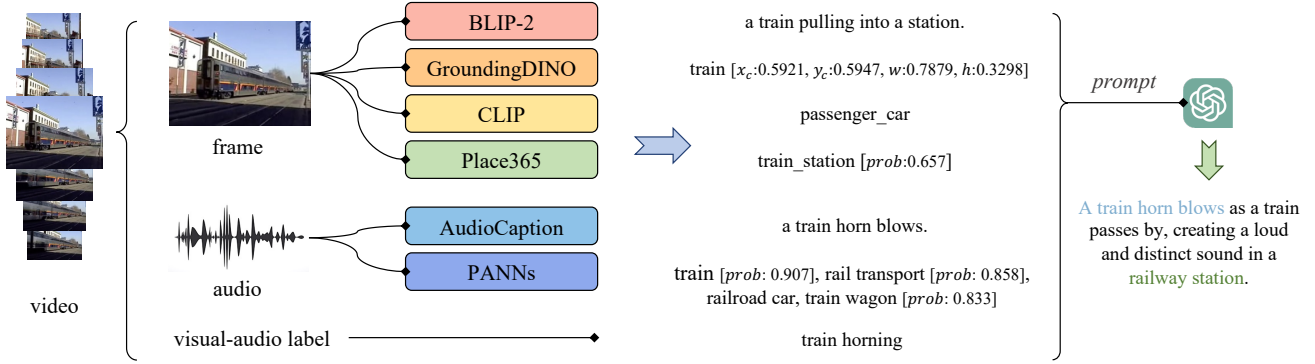 video
frame
audio
visual-audio label
BLIP-2
GroundingDINO
CLIP
Place365
AudioCaption
PANNs
a train pulling into a station.
train [x_c:0.5921, y_c:0.5947, w:0.7879, h:0.3298]
passenger_car
train_station [prob:0.657]
a train horn blows.
train [prob: 0.907], rail transport [prob: 0.858],
railroad car, train wagon [prob: 0.833]
train horning
prompt
A train horn blows as a train
passes by, creating a loud
and distinct sound in a
railway station.